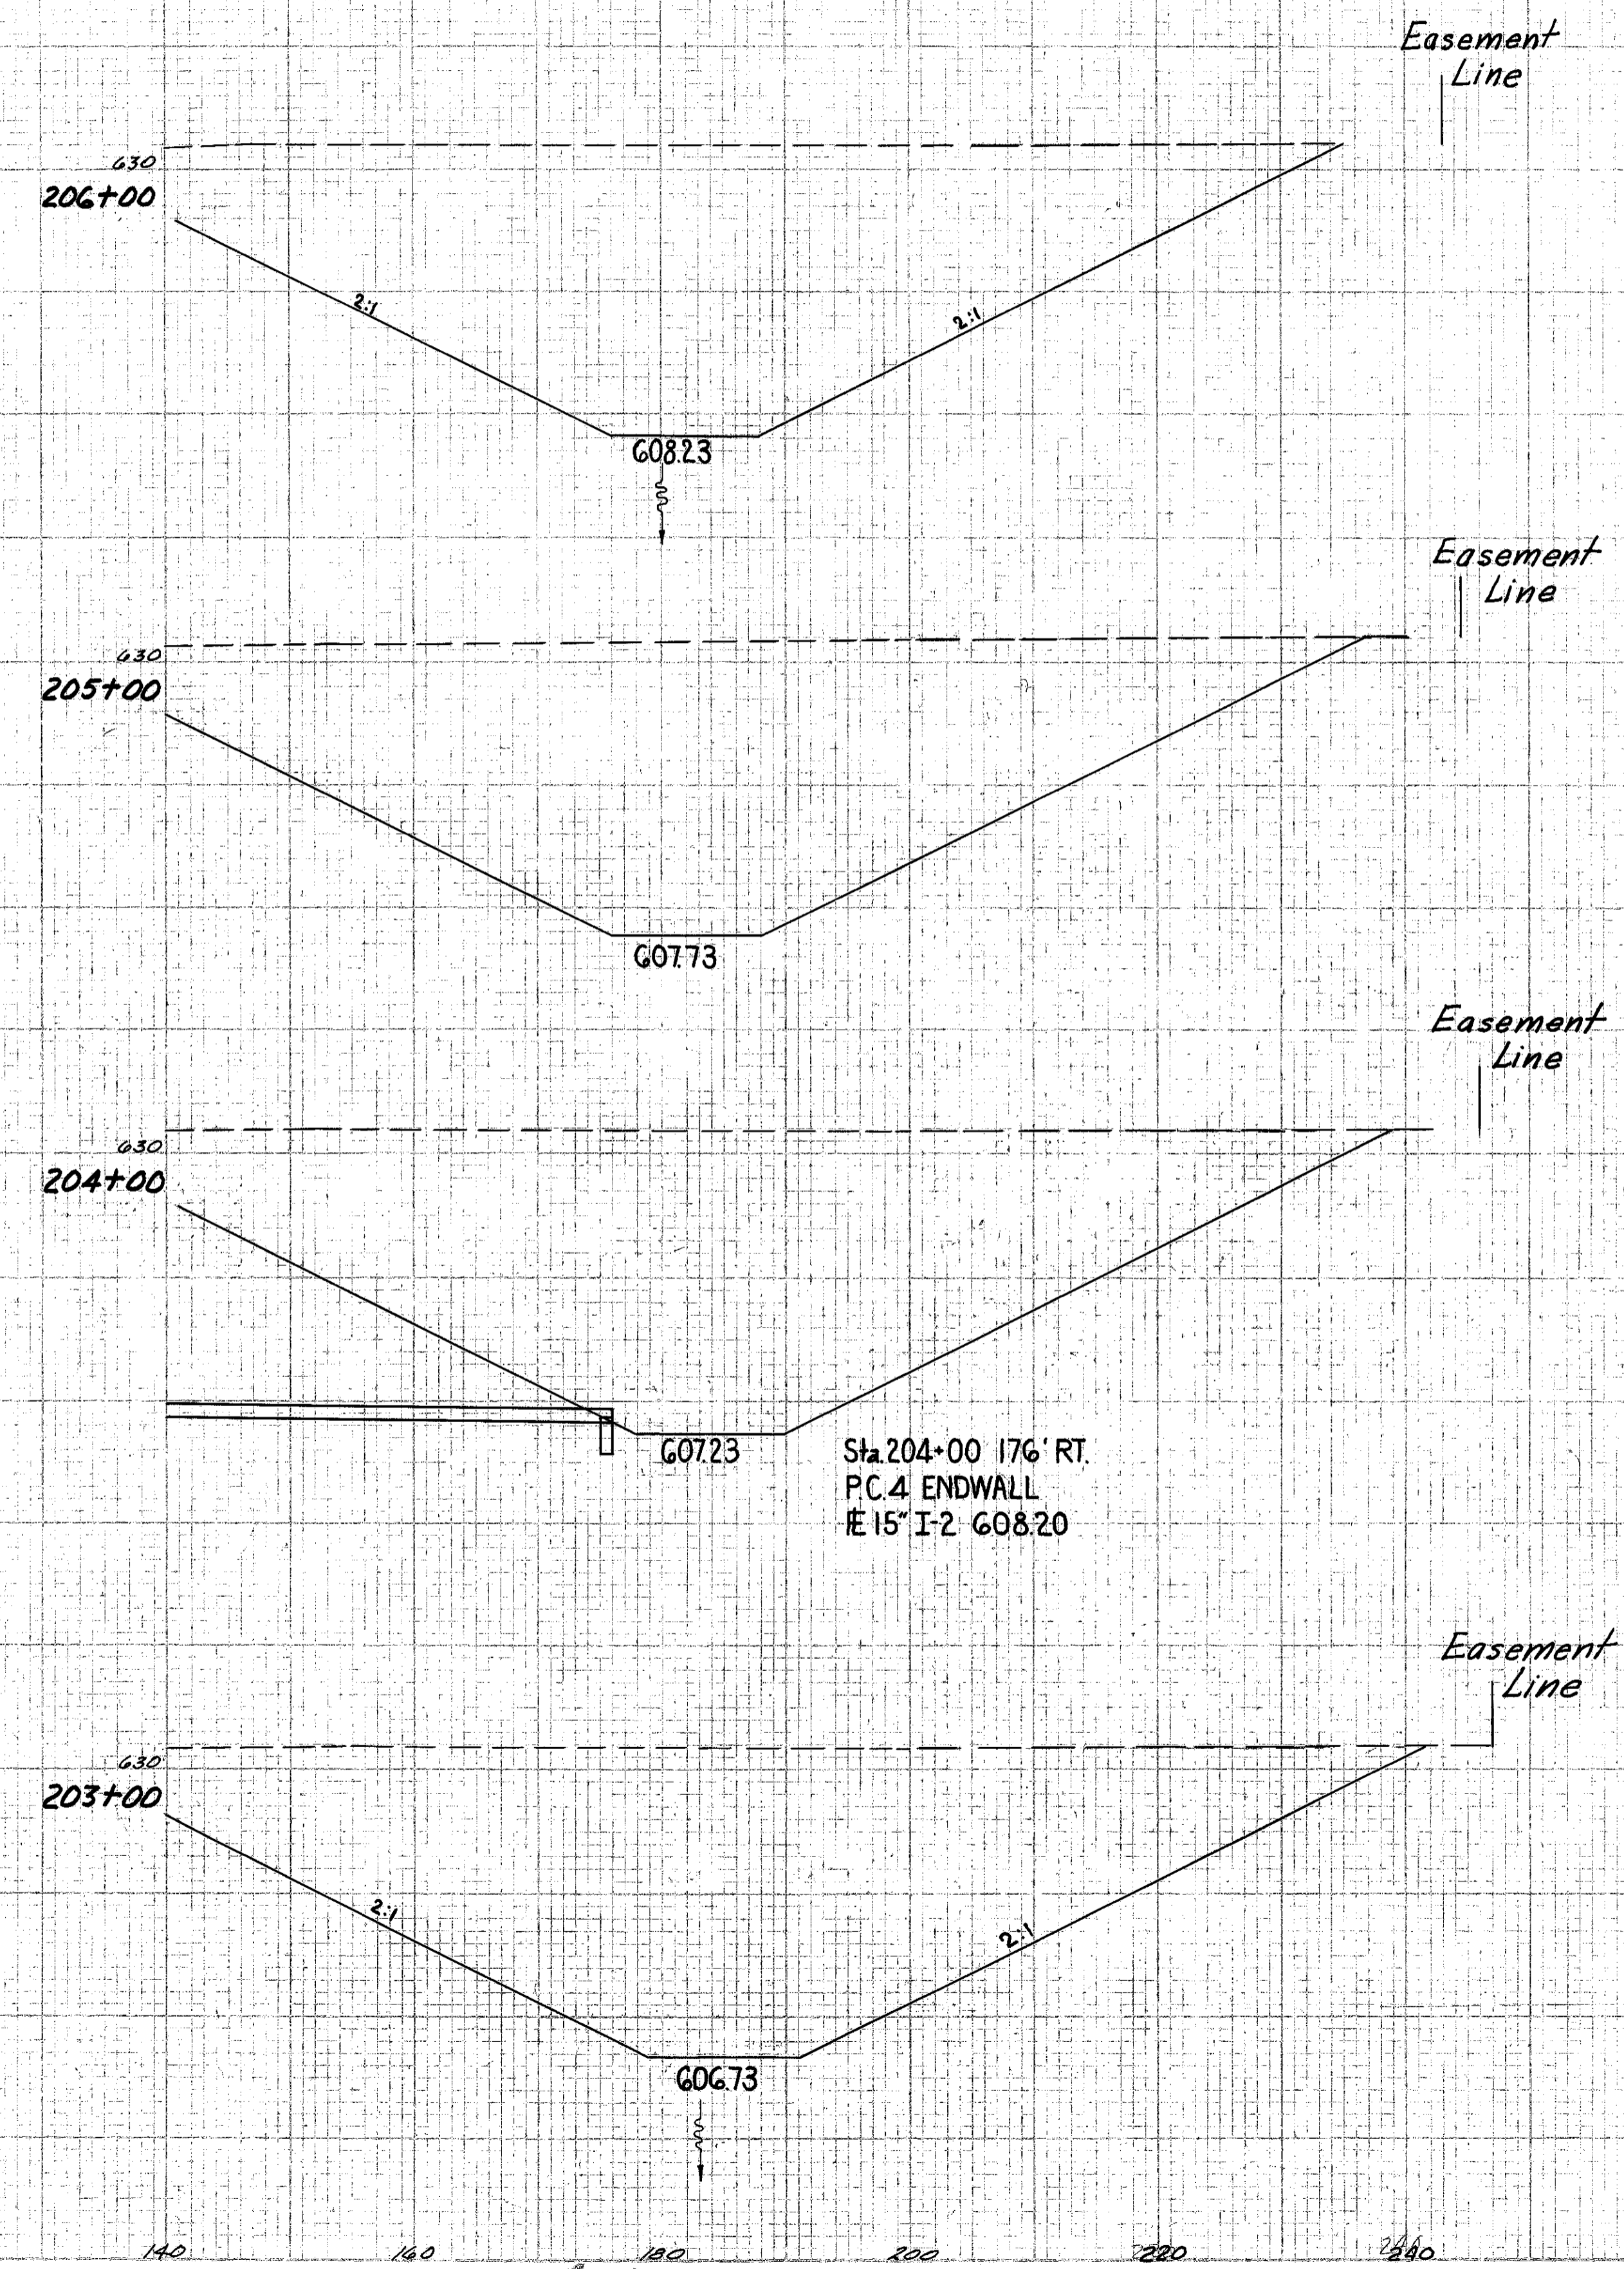 Easement
Line
630
206+00
2:1
2:1
608.23
Easement
Line
630
205+00
607.73
Easement
Line
630
204+00
607.23
Sta. 204+00 176' RT.
P.C. 4 ENDWALL
IE 15" I-2 608.20
Easement
Line
630
203+00
2:1
2:1
606.73
140 160 180 200 220 240